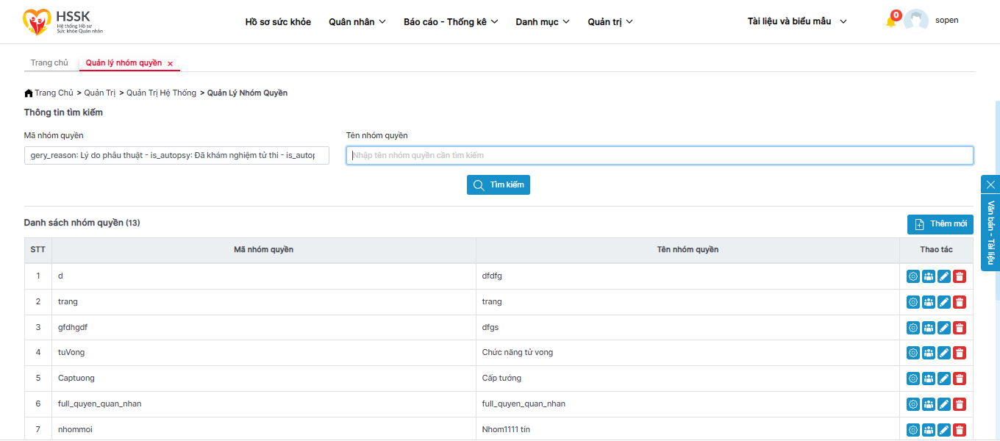 HSSK
Hệ thống Hồ sơ
Sức khỏe Quân nhân
Hồ sơ sức khỏe Quân nhân Báo cáo - Thống kê Danh mục Quản trị Tài liệu và biểu mẫu 0 sopen
Trang chủ Quản lý nhóm quyền ×
Trang Chủ > Quản Trị > Quản Trị Hệ Thống > Quản Lý Nhóm Quyền
Thông tin tìm kiếm
Mã nhóm quyền Tên nhóm quyền
gery_reason: Lý do phẫu thuật - is_autopsy: Đã khám nghiệm tử thi - is_autop Nhập tên nhóm quyền cần tìm kiếm
Tìm kiếm
Văn bản - Tài liệu
Danh sách nhóm quyền (13) Thêm mới
STT Mã nhóm quyền Tên nhóm quyền Thao tác
1 d dfdfg
2 trang trang
3 gfdhgdf dfgs
4 tuVong Chức năng tử vong
5 Captuong Cấp tướng
6 full_quyen_quan_nhan full_quyen_quan_nhan
7 nhommoi Nhom1111 tín